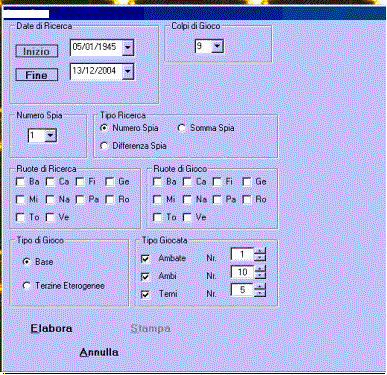 Date di Ricerca
Inizio 05/01/1945
Fine 13/12/2004
Colpi di Gioco
9
Numero Spia
1
Tipo Ricerca
Numero Spia Somma Spia
Differenza Spia
Ruote di Ricerca
Ba Ca Fi Ge
Mi Na Pa Ro
To Ve
Ruote di Gioco
Ba Ca Fi Ge
Mi Na Pa Ro
To Ve
Tipo di Gioco
Base
Terzine Eterogenee
Tipo Giocata
Ambate Nr. 1
Ambi Nr. 10
Terni Nr. 5
Elabora Stampa
Annulla